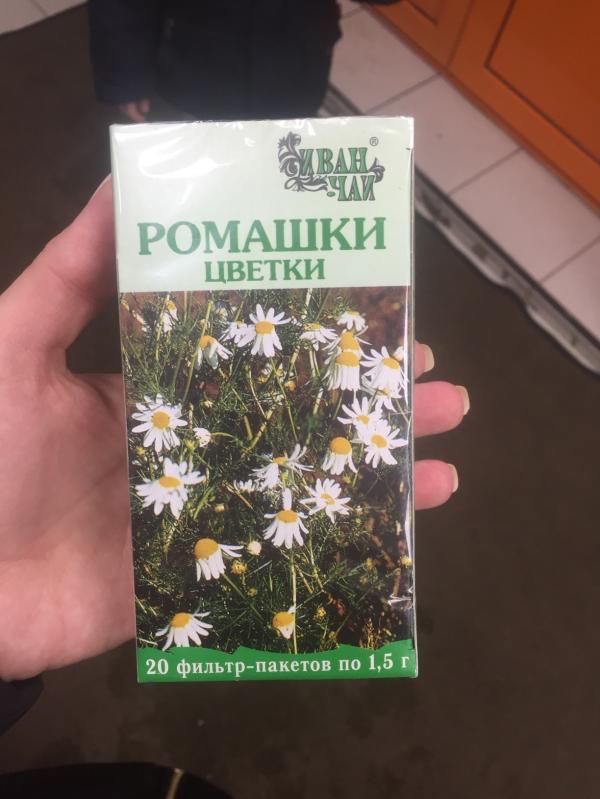 ИВАН
-ЧАЙ®
РОМАШКИ
ЦВЕТКИ
20 фильтр-пакетов по 1,5 г